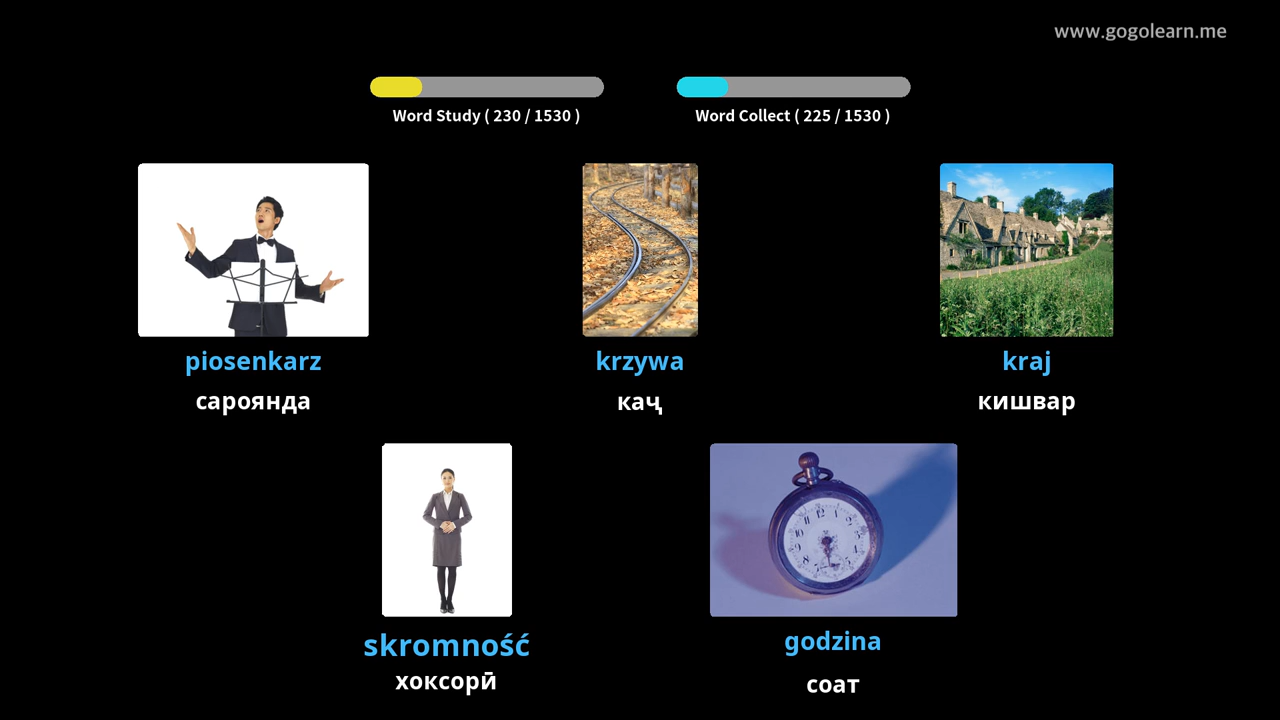 www.gogolearn.me
Word Study ( 230 / 1530 )
Word Collect ( 225 / 1530 )
piosenkarz
сароянда
krzywa
каҷ
kraj
кишвар
skromność
хоксорӣ
godzina
соат